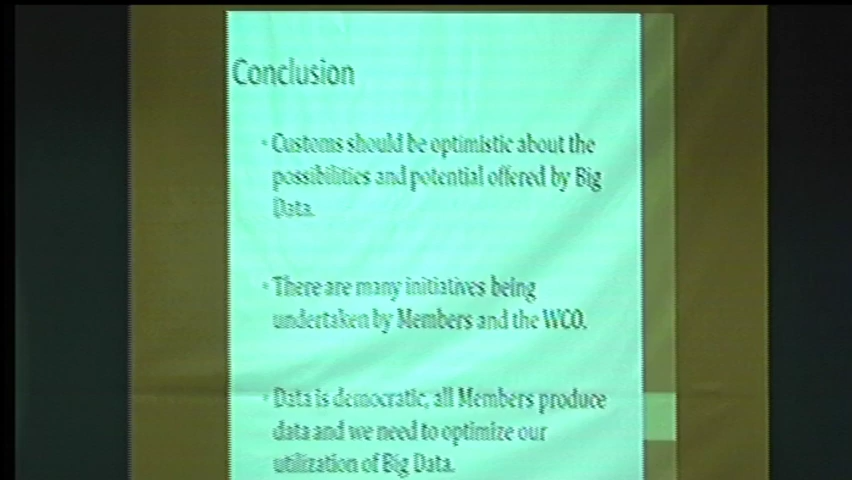 Conclusion
Customs should be optimistic about the
possibilities and potential offered by Big
Data.
There are many initiatives being
undertaken by Members and the WCO.
Data is democratic, all Members produce
data and we need to optimize our
utilization of Big Data.